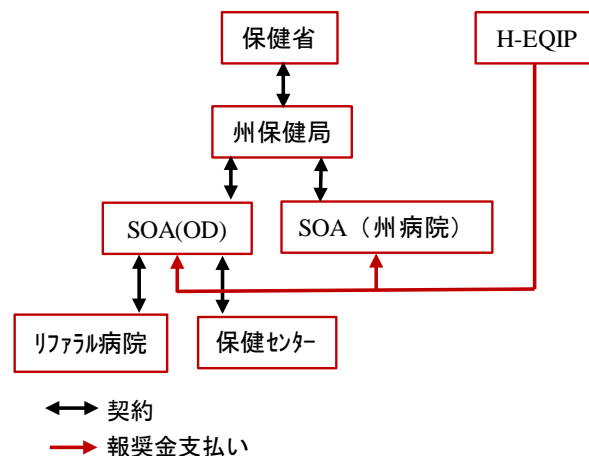 保健省
H-EQIP
州保健局
SOA(OD)
SOA（州病院）
ﾘﾌｧﾗﾙ病院
保健ｾﾝﾀｰ
契約
報奨金支払い